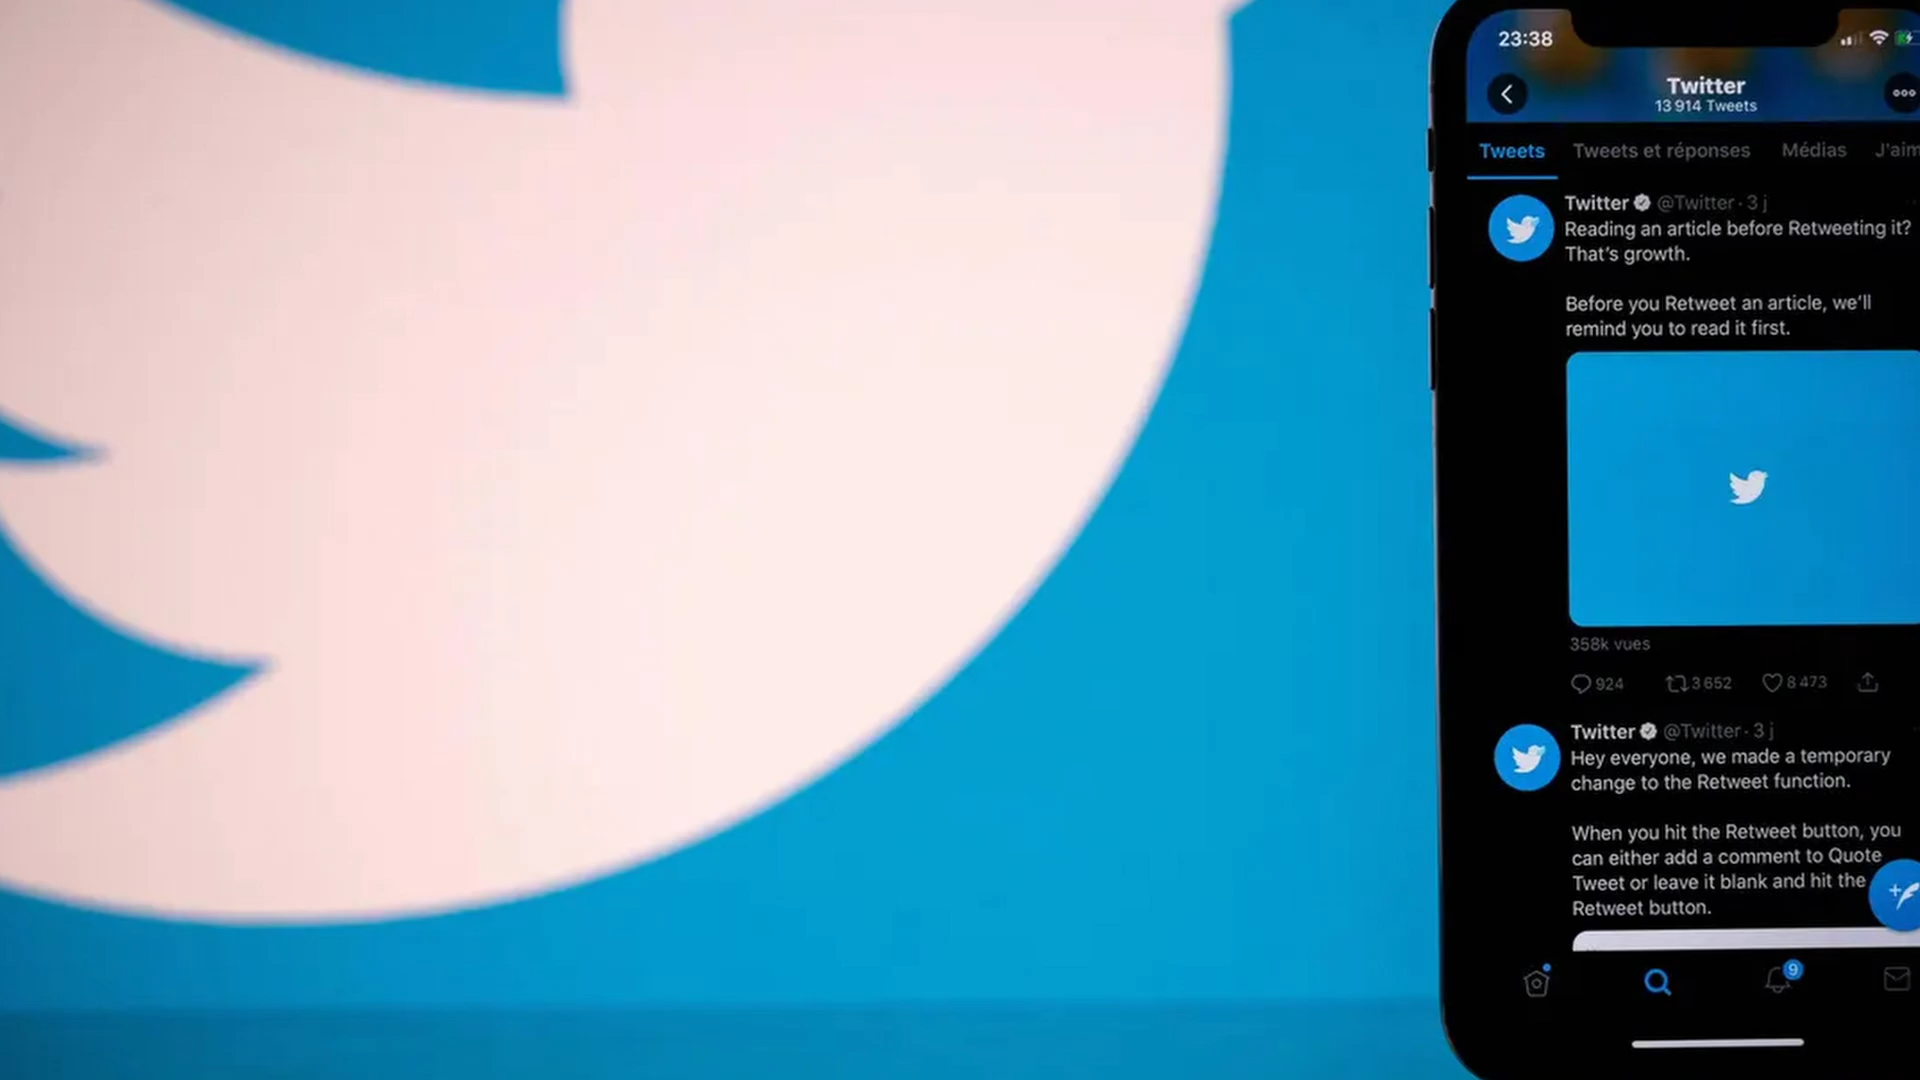 23:38
Twitter
13 914 Tweets
Tweets Tweets et réponses Médias J'aim
Twitter @Twitter · 3 j
Reading an article before Retweeting it?
That's growth.
Before you Retweet an article, we'll
remind you to read it first.
358k vues
924 3 652 8 473
Twitter @Twitter · 3 j
Hey everyone, we made a temporary
change to the Retweet function.
When you hit the Retweet button, you
can either add a comment to Quote
Tweet or leave it blank and hit the
Retweet button.
9